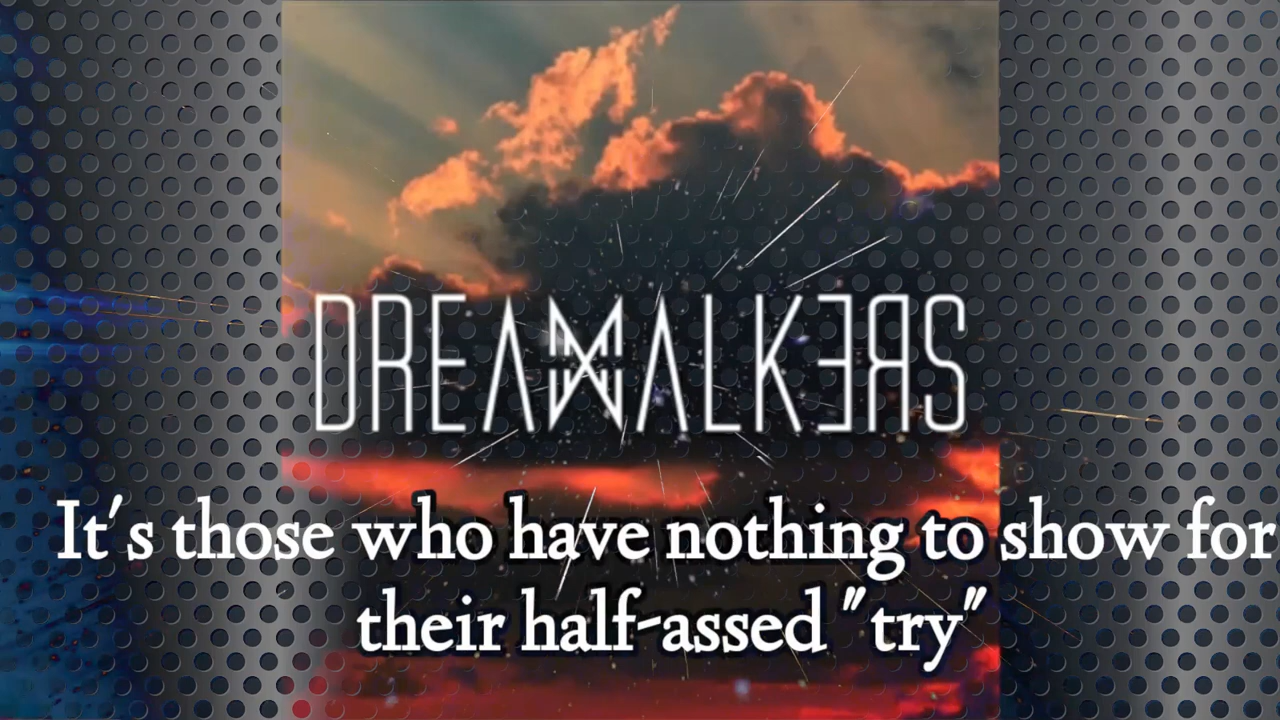 DREAMWALKERS
It's those who have nothing to show for
their half-assed "try"